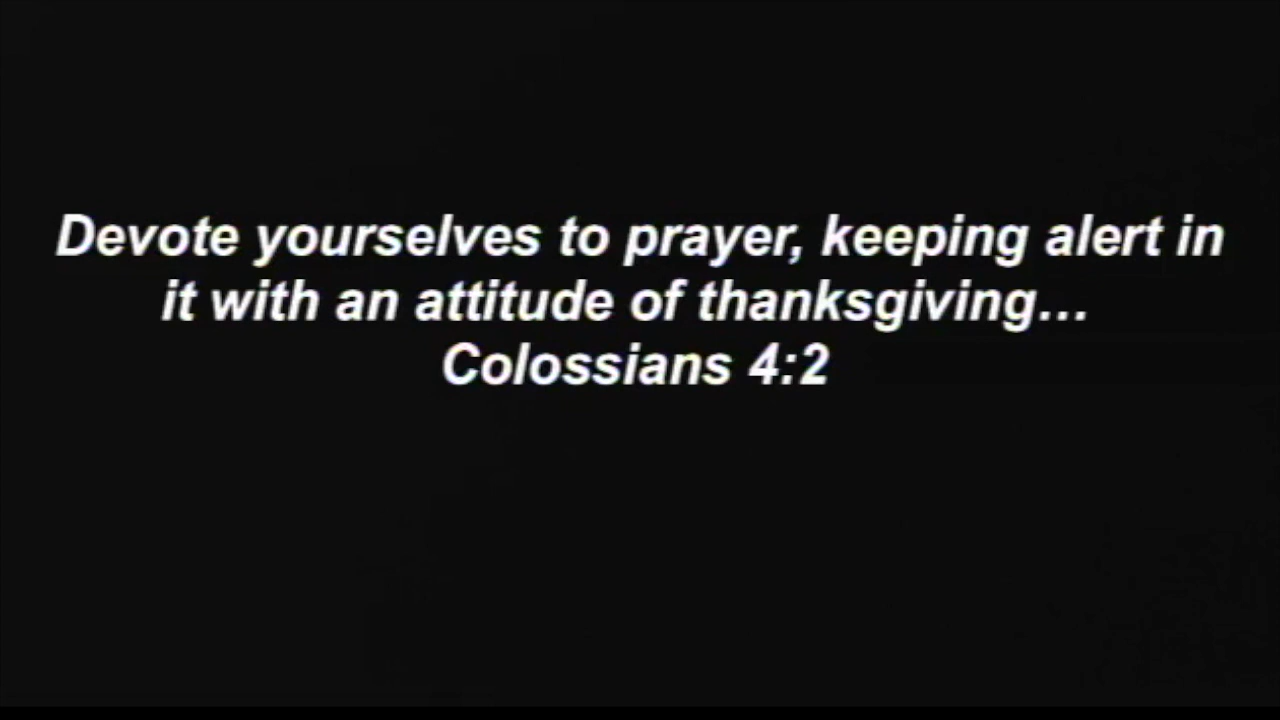 Devote yourselves to prayer, keeping alert in
it with an attitude of thanksgiving…
Colossians 4:2